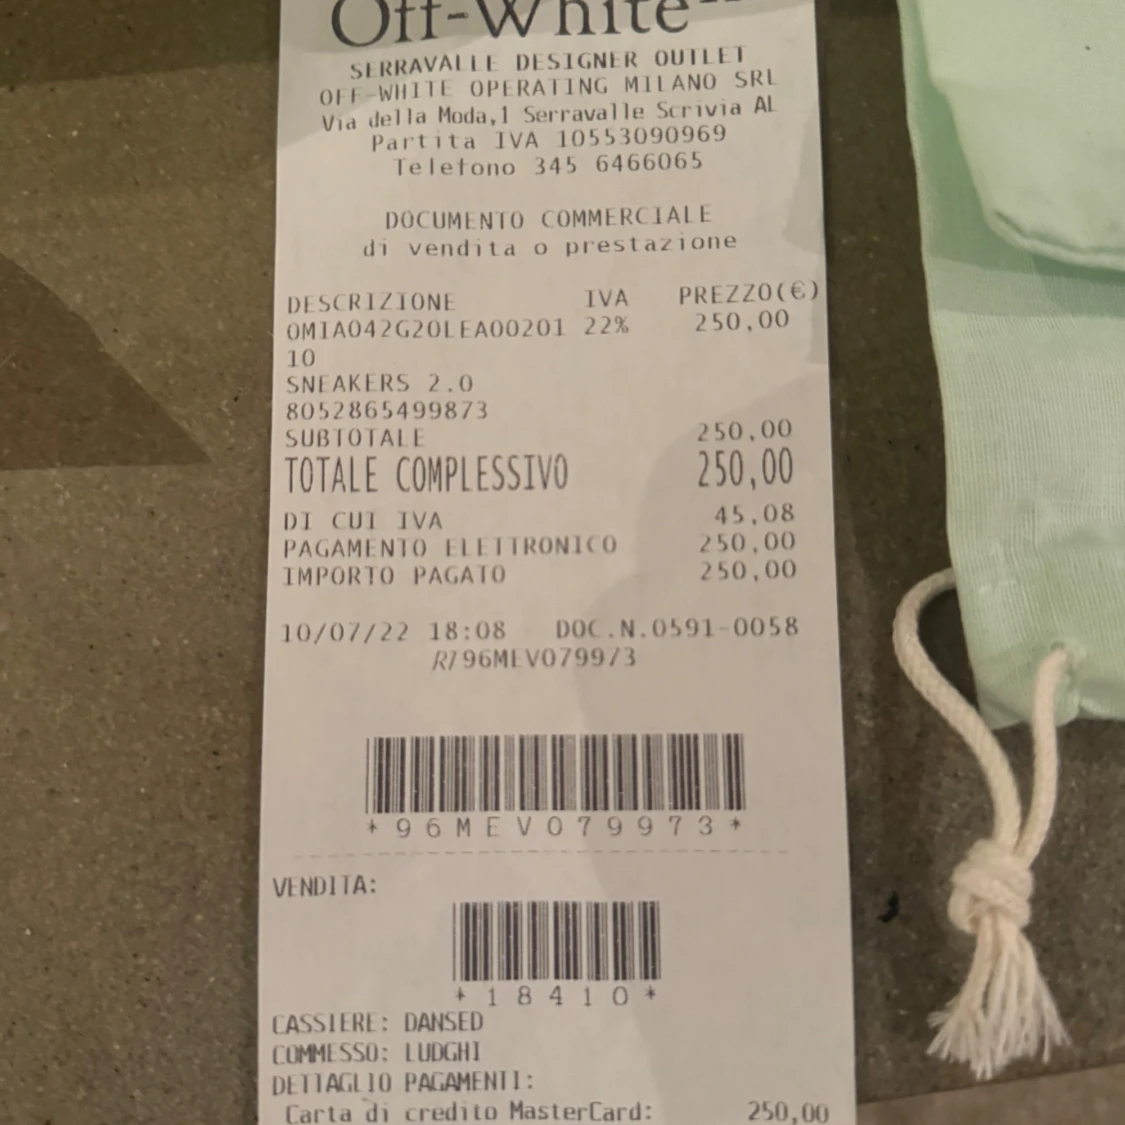 Off-White™
SERRAVALLE DESIGNER OUTLET
OFF-WHITE OPERATING MILANO SRL
Via della Moda,1 Serravalle Scrivia AL
Partita IVA 10553090969
Telefono 345 6466065
DOCUMENTO COMMERCIALE
di vendita o prestazione
DESCRIZIONE IVA PREZZO(€)
OMIA042G20LEA00201 22% 250,00
10
SNEAKERS 2.0
8052865499873
SUBTOTALE 250,00
TOTALE COMPLESSIVO 250,00
DI CUI IVA 45,08
PAGAMENTO ELETTRONICO 250,00
IMPORTO PAGATO 250,00
10/07/22 18:08 DOC.N.0591-0058
RT 96MEV079973
*96MEV079973*
VENDITA:
*18410*
CASSIERE: DANSED
COMMESSO: LUDGHI
DETTAGLIO PAGAMENTI:
Carta di credito MasterCard: 250,00